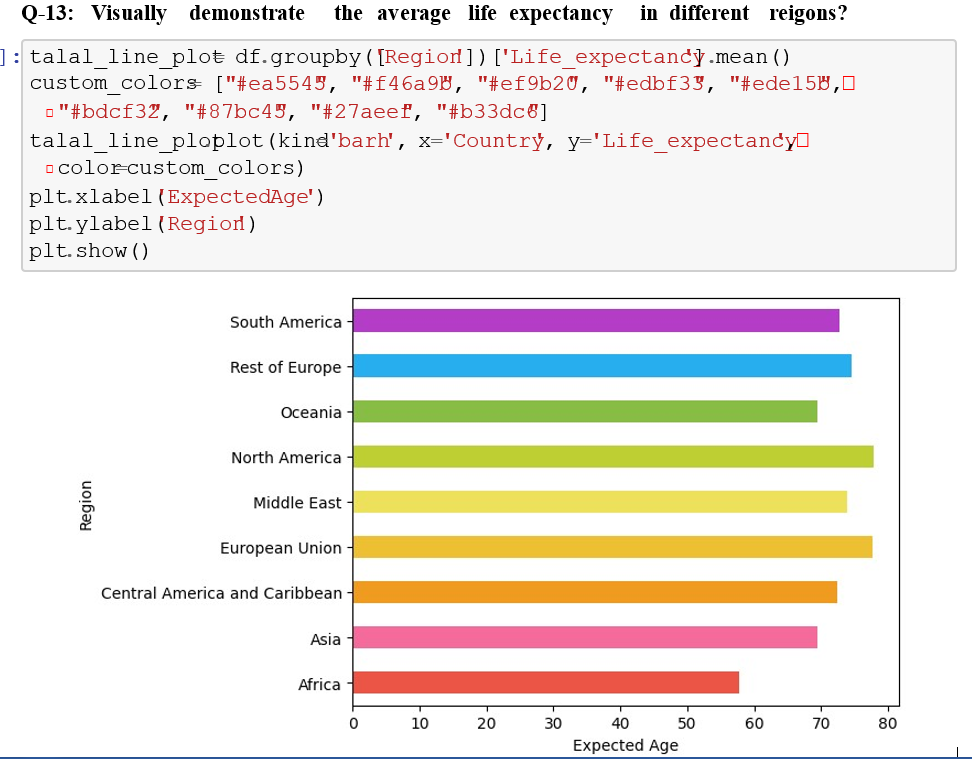 Q-13: Visually demonstrate the average life expectancy in different reigons?
]: talal_line_plot = df.groupby(['Region'])['Life_expectancy'].mean()
custom_colors = ["#ea5545", "#f46a9b", "#ef9b20", "#edbf33", "#ede15b",
"#bdcf32", "#87bc45", "#27aeef", "#b33dc6"]
talal_line_plot.plot(kind='barh', x='Country', y='Life_expectancy',
color=custom_colors)
plt.xlabel('ExpectedAge')
plt.ylabel('Region')
plt.show()
South America
Rest of Europe
Oceania
North America
Middle East
European Union
Central America and Caribbean
Asia
Africa
Region
0 10 20 30 40 50 60 70 80
Expected Age